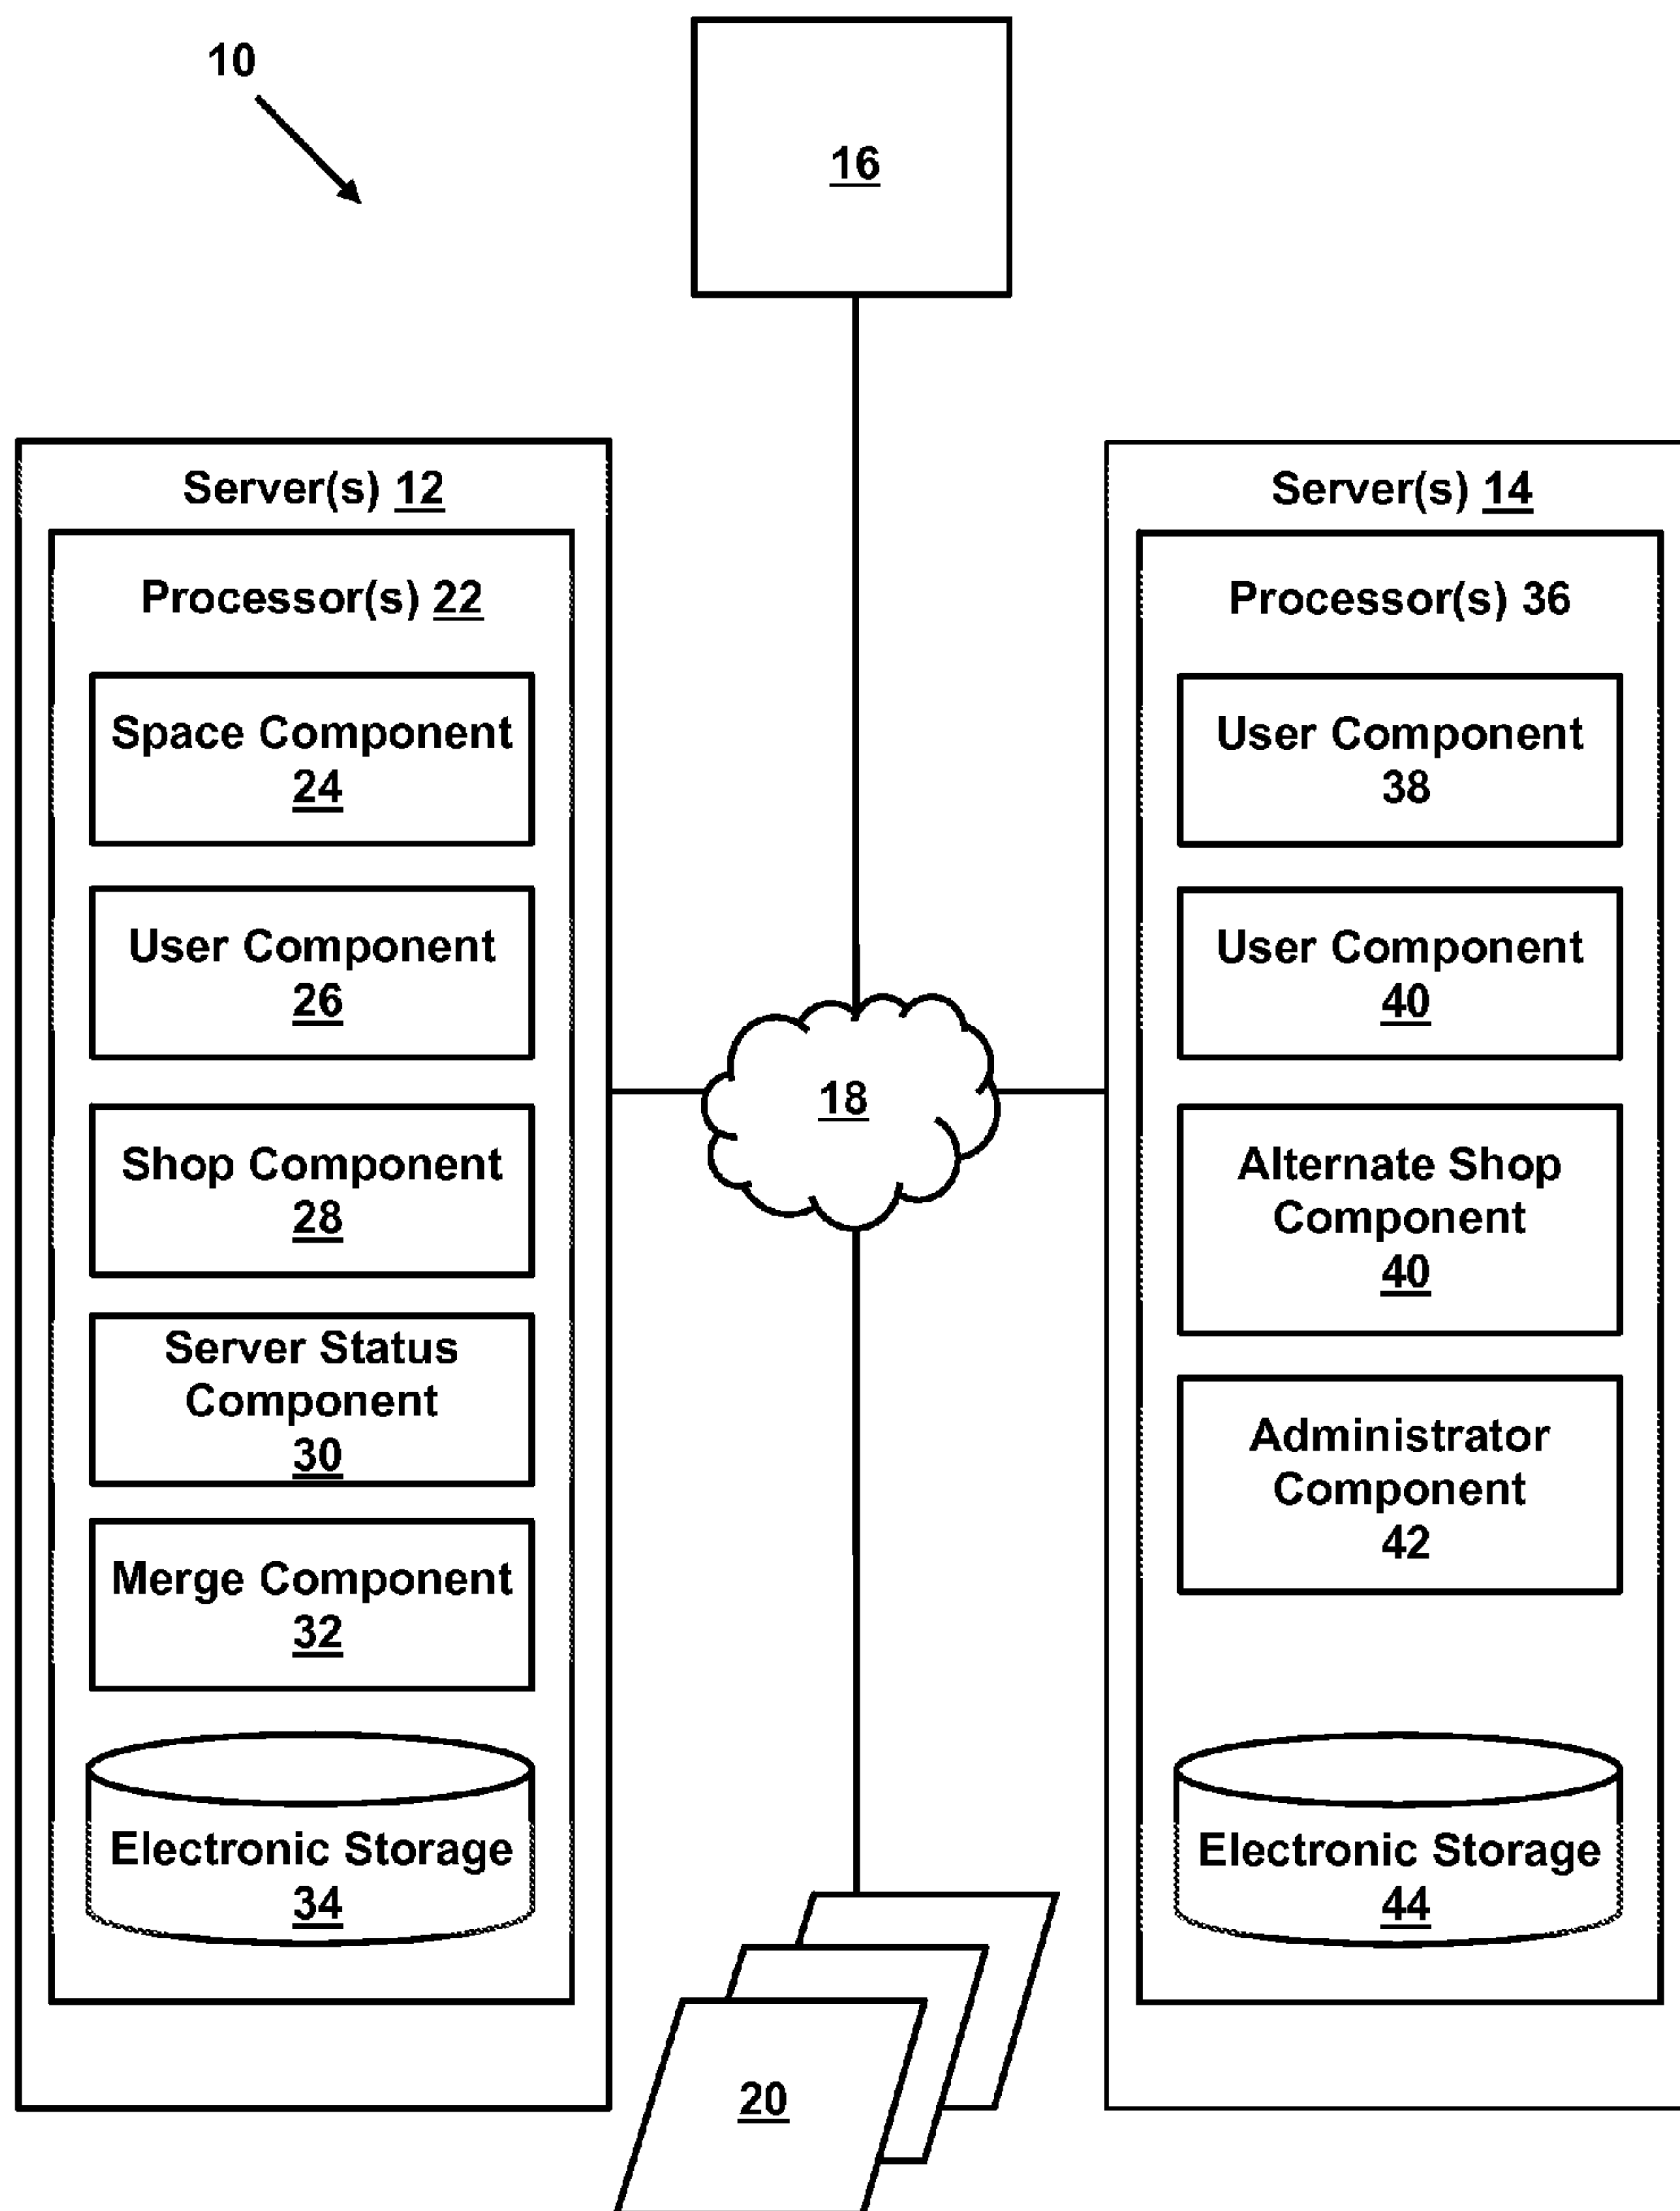 10
16
Server(s) 12
Processor(s) 22
Space Component
24
User Component
26
Shop Component
28
Server Status
Component
30
Merge Component
32
Electronic Storage
34
18
20
Server(s) 14
Processor(s) 36
User Component
38
User Component
40
Alternate Shop
Component
40
Administrator
Component
42
Electronic Storage
44